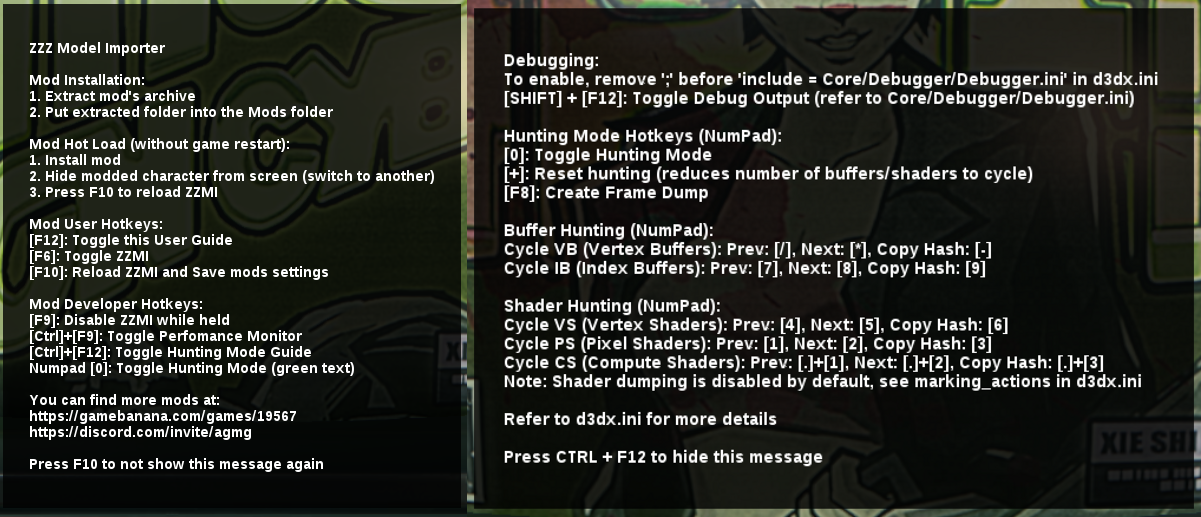 ZZZ Model Importer
Mod Installation:
1. Extract mod's archive
2. Put extracted folder into the Mods folder
Mod Hot Load (without game restart):
1. Install mod
2. Hide modded character from screen (switch to another)
3. Press F10 to reload ZZMI
Mod User Hotkeys:
[F12]: Toggle this User Guide
[F6]: Toggle ZZMI
[F10]: Reload ZZMI and Save mods settings
Mod Developer Hotkeys:
[F9]: Disable ZZMI while held
[Ctrl]+[F9]: Toggle Perfomance Monitor
[Ctrl]+[F12]: Toggle Hunting Mode Guide
Numpad [0]: Toggle Hunting Mode (green text)
You can find more mods at:
https://gamebanana.com/games/19567
https://discord.com/invite/agmg
Press F10 to not show this message again
Debugging:
To enable, remove ';' before 'include = Core/Debugger/Debugger.ini' in d3dx.ini
[SHIFT] + [F12]: Toggle Debug Output (refer to Core/Debugger/Debugger.ini)
Hunting Mode Hotkeys (NumPad):
[0]: Toggle Hunting Mode
[+]: Reset hunting (reduces number of buffers/shaders to cycle)
[F8]: Create Frame Dump
Buffer Hunting (NumPad):
Cycle VB (Vertex Buffers): Prev: [/], Next: [*], Copy Hash: [-]
Cycle IB (Index Buffers): Prev: [7], Next: [8], Copy Hash: [9]
Shader Hunting (NumPad):
Cycle VS (Vertex Shaders): Prev: [4], Next: [5], Copy Hash: [6]
Cycle PS (Pixel Shaders): Prev: [1], Next: [2], Copy Hash: [3]
Cycle CS (Compute Shaders): Prev: [.]+[1], Next: [.]+[2], Copy Hash: [.]+[3]
Note: Shader dumping is disabled by default, see marking_actions in d3dx.ini
Refer to d3dx.ini for more details
Press CTRL + F12 to hide this message
XIE SHI